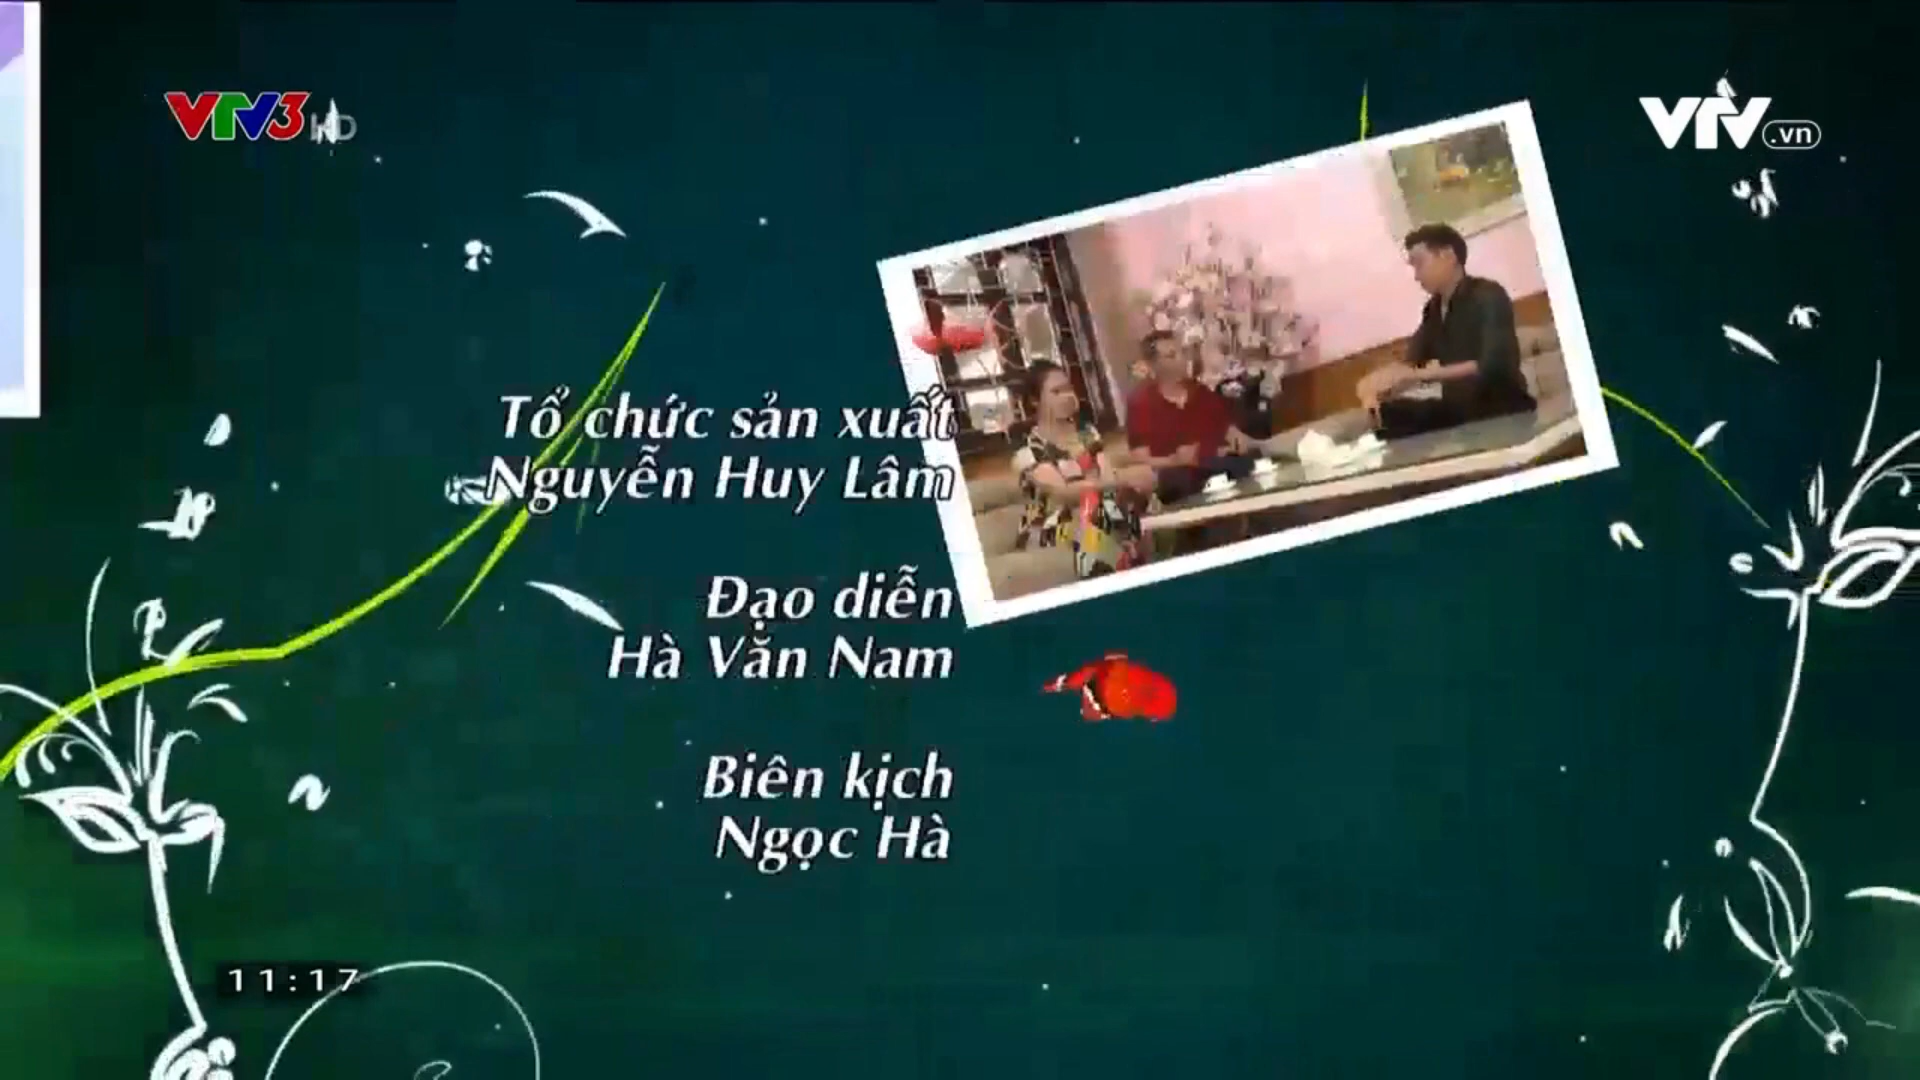 VTV3 HD
VTV.vn
Tổ chức sản xuất
Nguyễn Huy Lâm
Đạo diễn
Hà Văn Nam
Biên kịch
Ngọc Hà
11:17